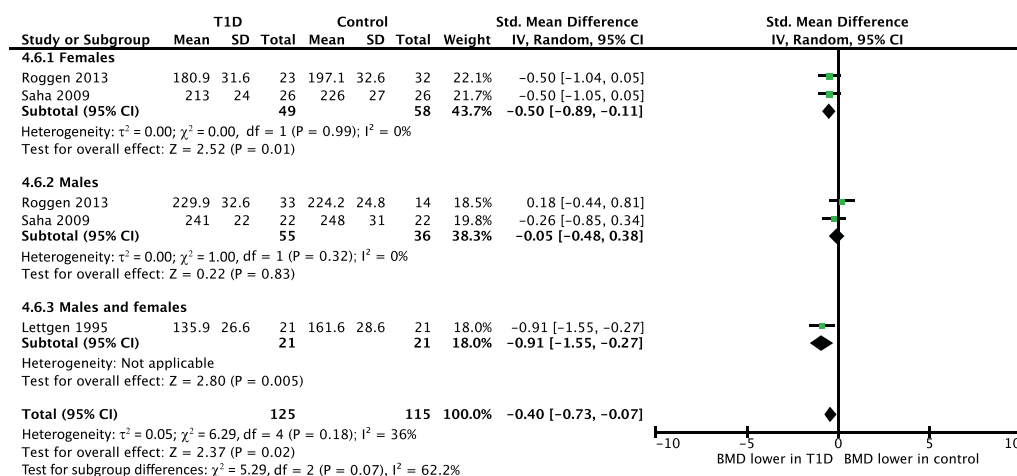 T1D Control Std. Mean Difference Std. Mean Difference
Study or Subgroup Mean SD Total Mean SD Total Weight IV, Random, 95% CI IV, Random, 95% CI
4.6.1 Females
Roggen 2013 180.9 31.6 23 197.1 32.6 32 22.1% −0.50 [−1.04, 0.05]
Saha 2009 213 24 26 226 27 26 21.7% −0.50 [−1.05, 0.05]
Subtotal (95% CI) 49 58 43.7% −0.50 [−0.89, −0.11]
Heterogeneity: τ² = 0.00; χ² = 0.00, df = 1 (P = 0.99); I² = 0%
Test for overall effect: Z = 2.52 (P = 0.01)
4.6.2 Males
Roggen 2013 229.9 32.6 33 224.2 24.8 14 18.5% 0.18 [−0.44, 0.81]
Saha 2009 241 22 22 248 31 22 19.8% −0.26 [−0.85, 0.34]
Subtotal (95% CI) 55 36 38.3% −0.05 [−0.48, 0.38]
Heterogeneity: τ² = 0.00; χ² = 1.00, df = 1 (P = 0.32); I² = 0%
Test for overall effect: Z = 0.22 (P = 0.83)
4.6.3 Males and females
Lettgen 1995 135.9 26.6 21 161.6 28.6 21 18.0% −0.91 [−1.55, −0.27]
Subtotal (95% CI) 21 21 18.0% −0.91 [−1.55, −0.27]
Heterogeneity: Not applicable
Test for overall effect: Z = 2.80 (P = 0.005)
Total (95% CI) 125 115 100.0% −0.40 [−0.73, −0.07]
Heterogeneity: τ² = 0.05; χ² = 6.29, df = 4 (P = 0.18); I² = 36%
Test for overall effect: Z = 2.37 (P = 0.02)
Test for subgroup differences: χ² = 5.29, df = 2 (P = 0.07), I² = 62.2%
−10 −5 0 5 10
BMD lower in T1D BMD lower in control